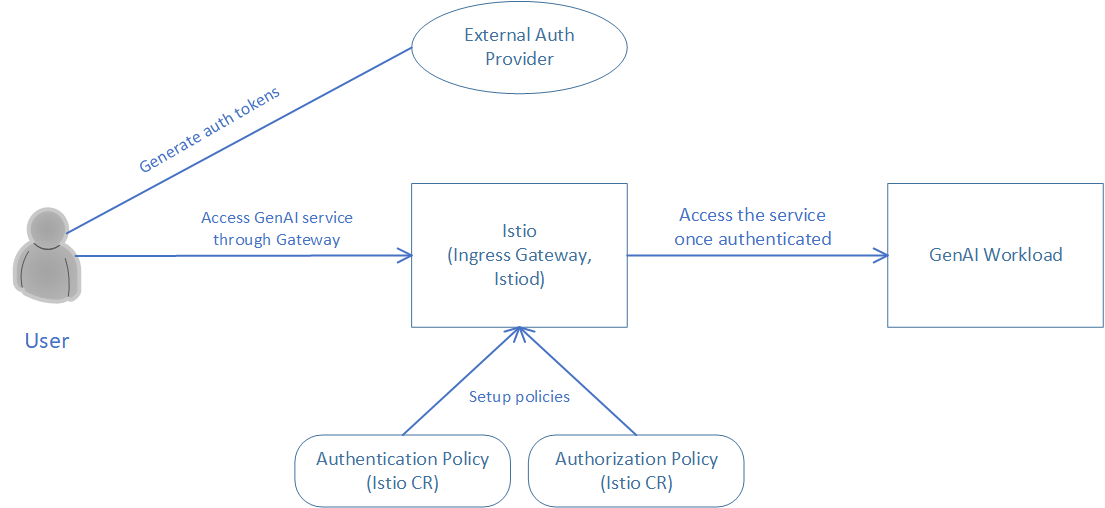 External Auth
Provider
Generate auth tokens
Access GenAI service
through Gateway
Istio
(Ingress Gateway,
Istiod)
Access the service
once authenticated
GenAI Workload
User
Setup policies
Authentication Policy
(Istio CR)
Authorization Policy
(Istio CR)